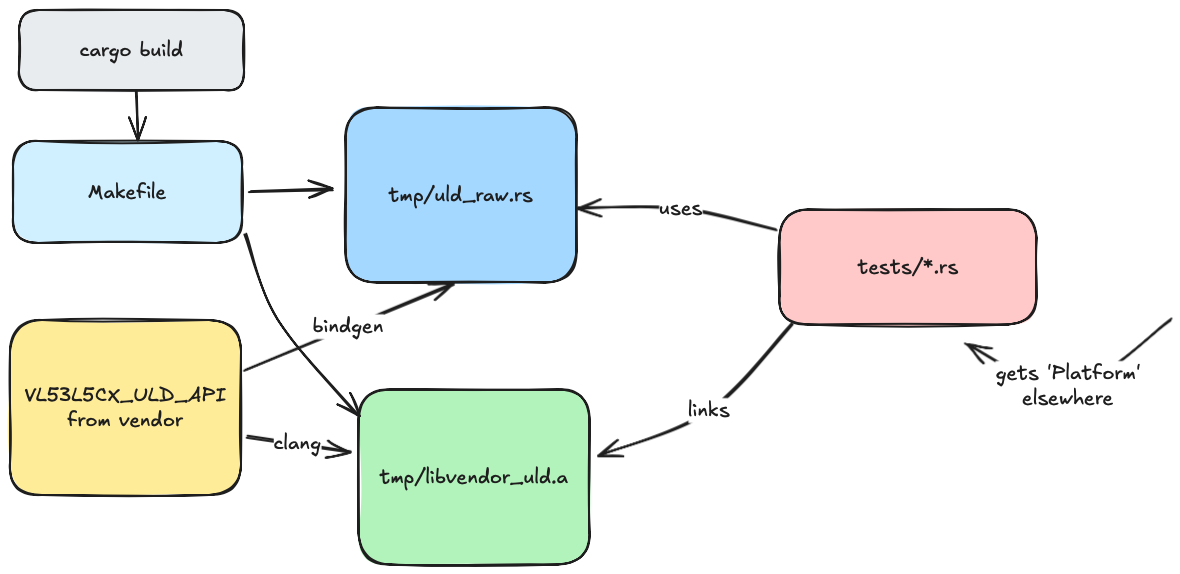 cargo build
Makefile
tmp/uld_raw.rs
uses
tests/*.rs
bindgen
VL53L5CX_ULD_API
from vendor
clang
tmp/libvendor_uld.a
links
gets 'Platform'
elsewhere